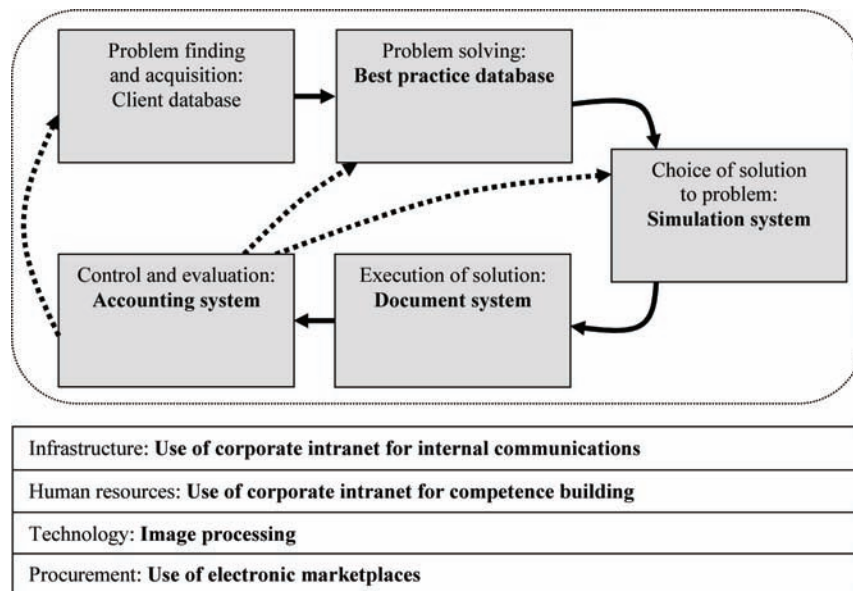 Problem finding
and acquisition:
Client database
Problem solving:
Best practice database
Choice of solution
to problem:
Simulation system
Control and evaluation:
Accounting system
Execution of solution:
Document system
Infrastructure: Use of corporate intranet for internal communications
Human resources: Use of corporate intranet for competence building
Technology: Image processing
Procurement: Use of electronic marketplaces